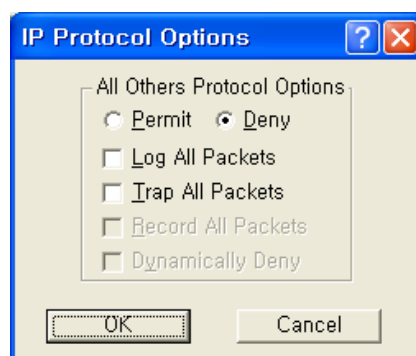 IP Protocol Options
All Others Protocol Options
Permit Deny
Log All Packets
Trap All Packets
Record All Packets
Dynamically Deny
OK Cancel